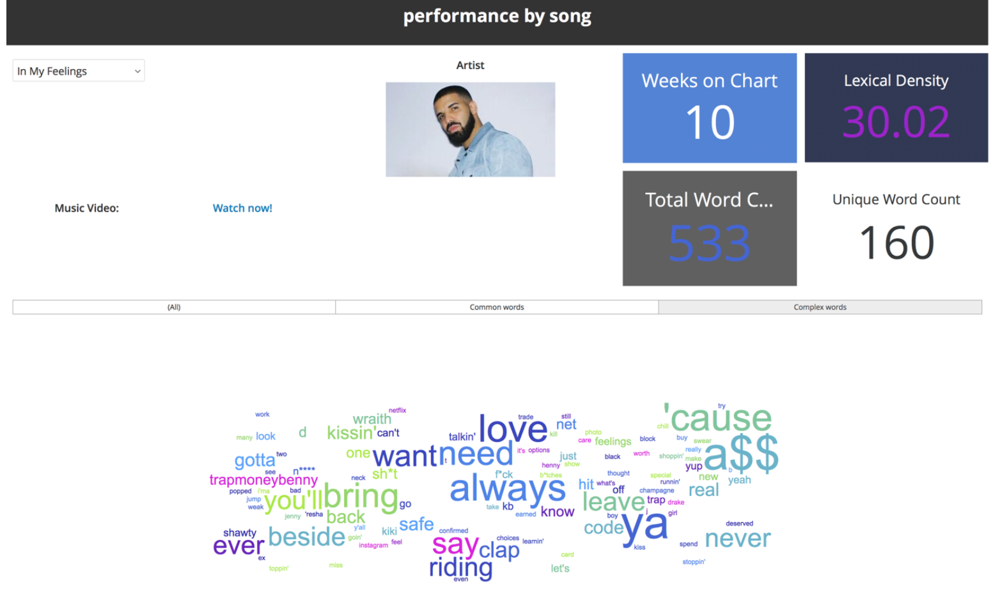 performance by song
In My Feelings
Artist
Weeks on Chart
10
Lexical Density
30.02
Music Video:
Watch now!
Total Word C...
533
Unique Word Count
160
(All)
Common words
Complex words
try
netflix
work
'cause
wraith
trade
still
love
net
chill
kissin'
can't
d
many
look
talkin'
kill
photo
care
feelings
block
buy
swear
one
want
need
t
it's
options
just
black
worth
shoppin'
really
make
a$$
gotta
two
henny
show
yup
b
see
n****
sh*t
f*ck
b*tches
thought
special
new
yeah
trapmoneybenny
neck
always
hit
what's
off
runnin'
real
popped
i'ma
bad
champagne
jump
you'll
bring
go
leave
trap
drake
weak
take
kb
know
jenny
'resha
back
earned
boy
j
girl
ya
y'all
kiki
safe
code
deserved
shawty
beside
confirmed
never
ever
goin'
say
choices
learnin'
instagram
feel
clap
kiss
spend
ex
card
toppin'
miss
riding
let's
stoppin'
even